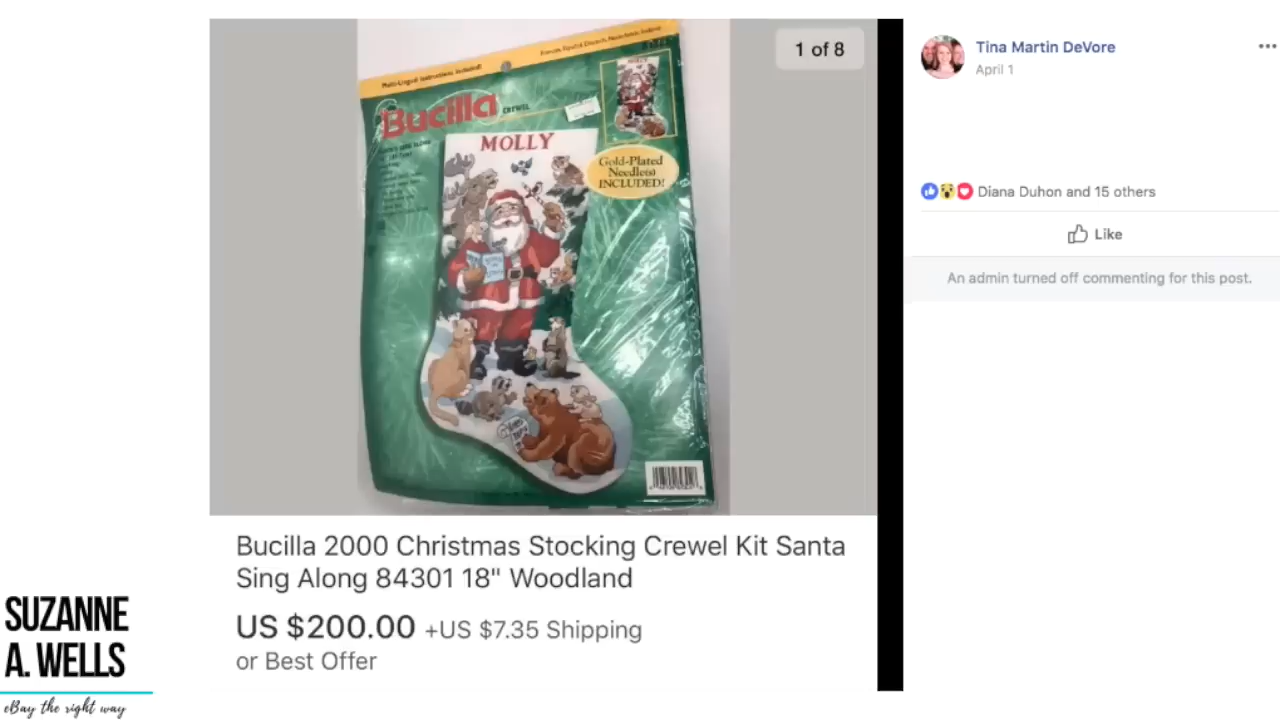 1 of 8
Multi-Lingual Instructions Included!
Bucilla
CREWEL
MOLLY
Gold-Plated
Needle(s)
INCLUDED!
MOLLY
Bucilla 2000 Christmas Stocking Crewel Kit Santa
Sing Along 84301 18" Woodland
US $200.00 +US $7.35 Shipping
or Best Offer
Tina Martin DeVore
April 1
Diana Duhon and 15 others
Like
An admin turned off commenting for this post.
SUZANNE
A. WELLS
eBay the right way